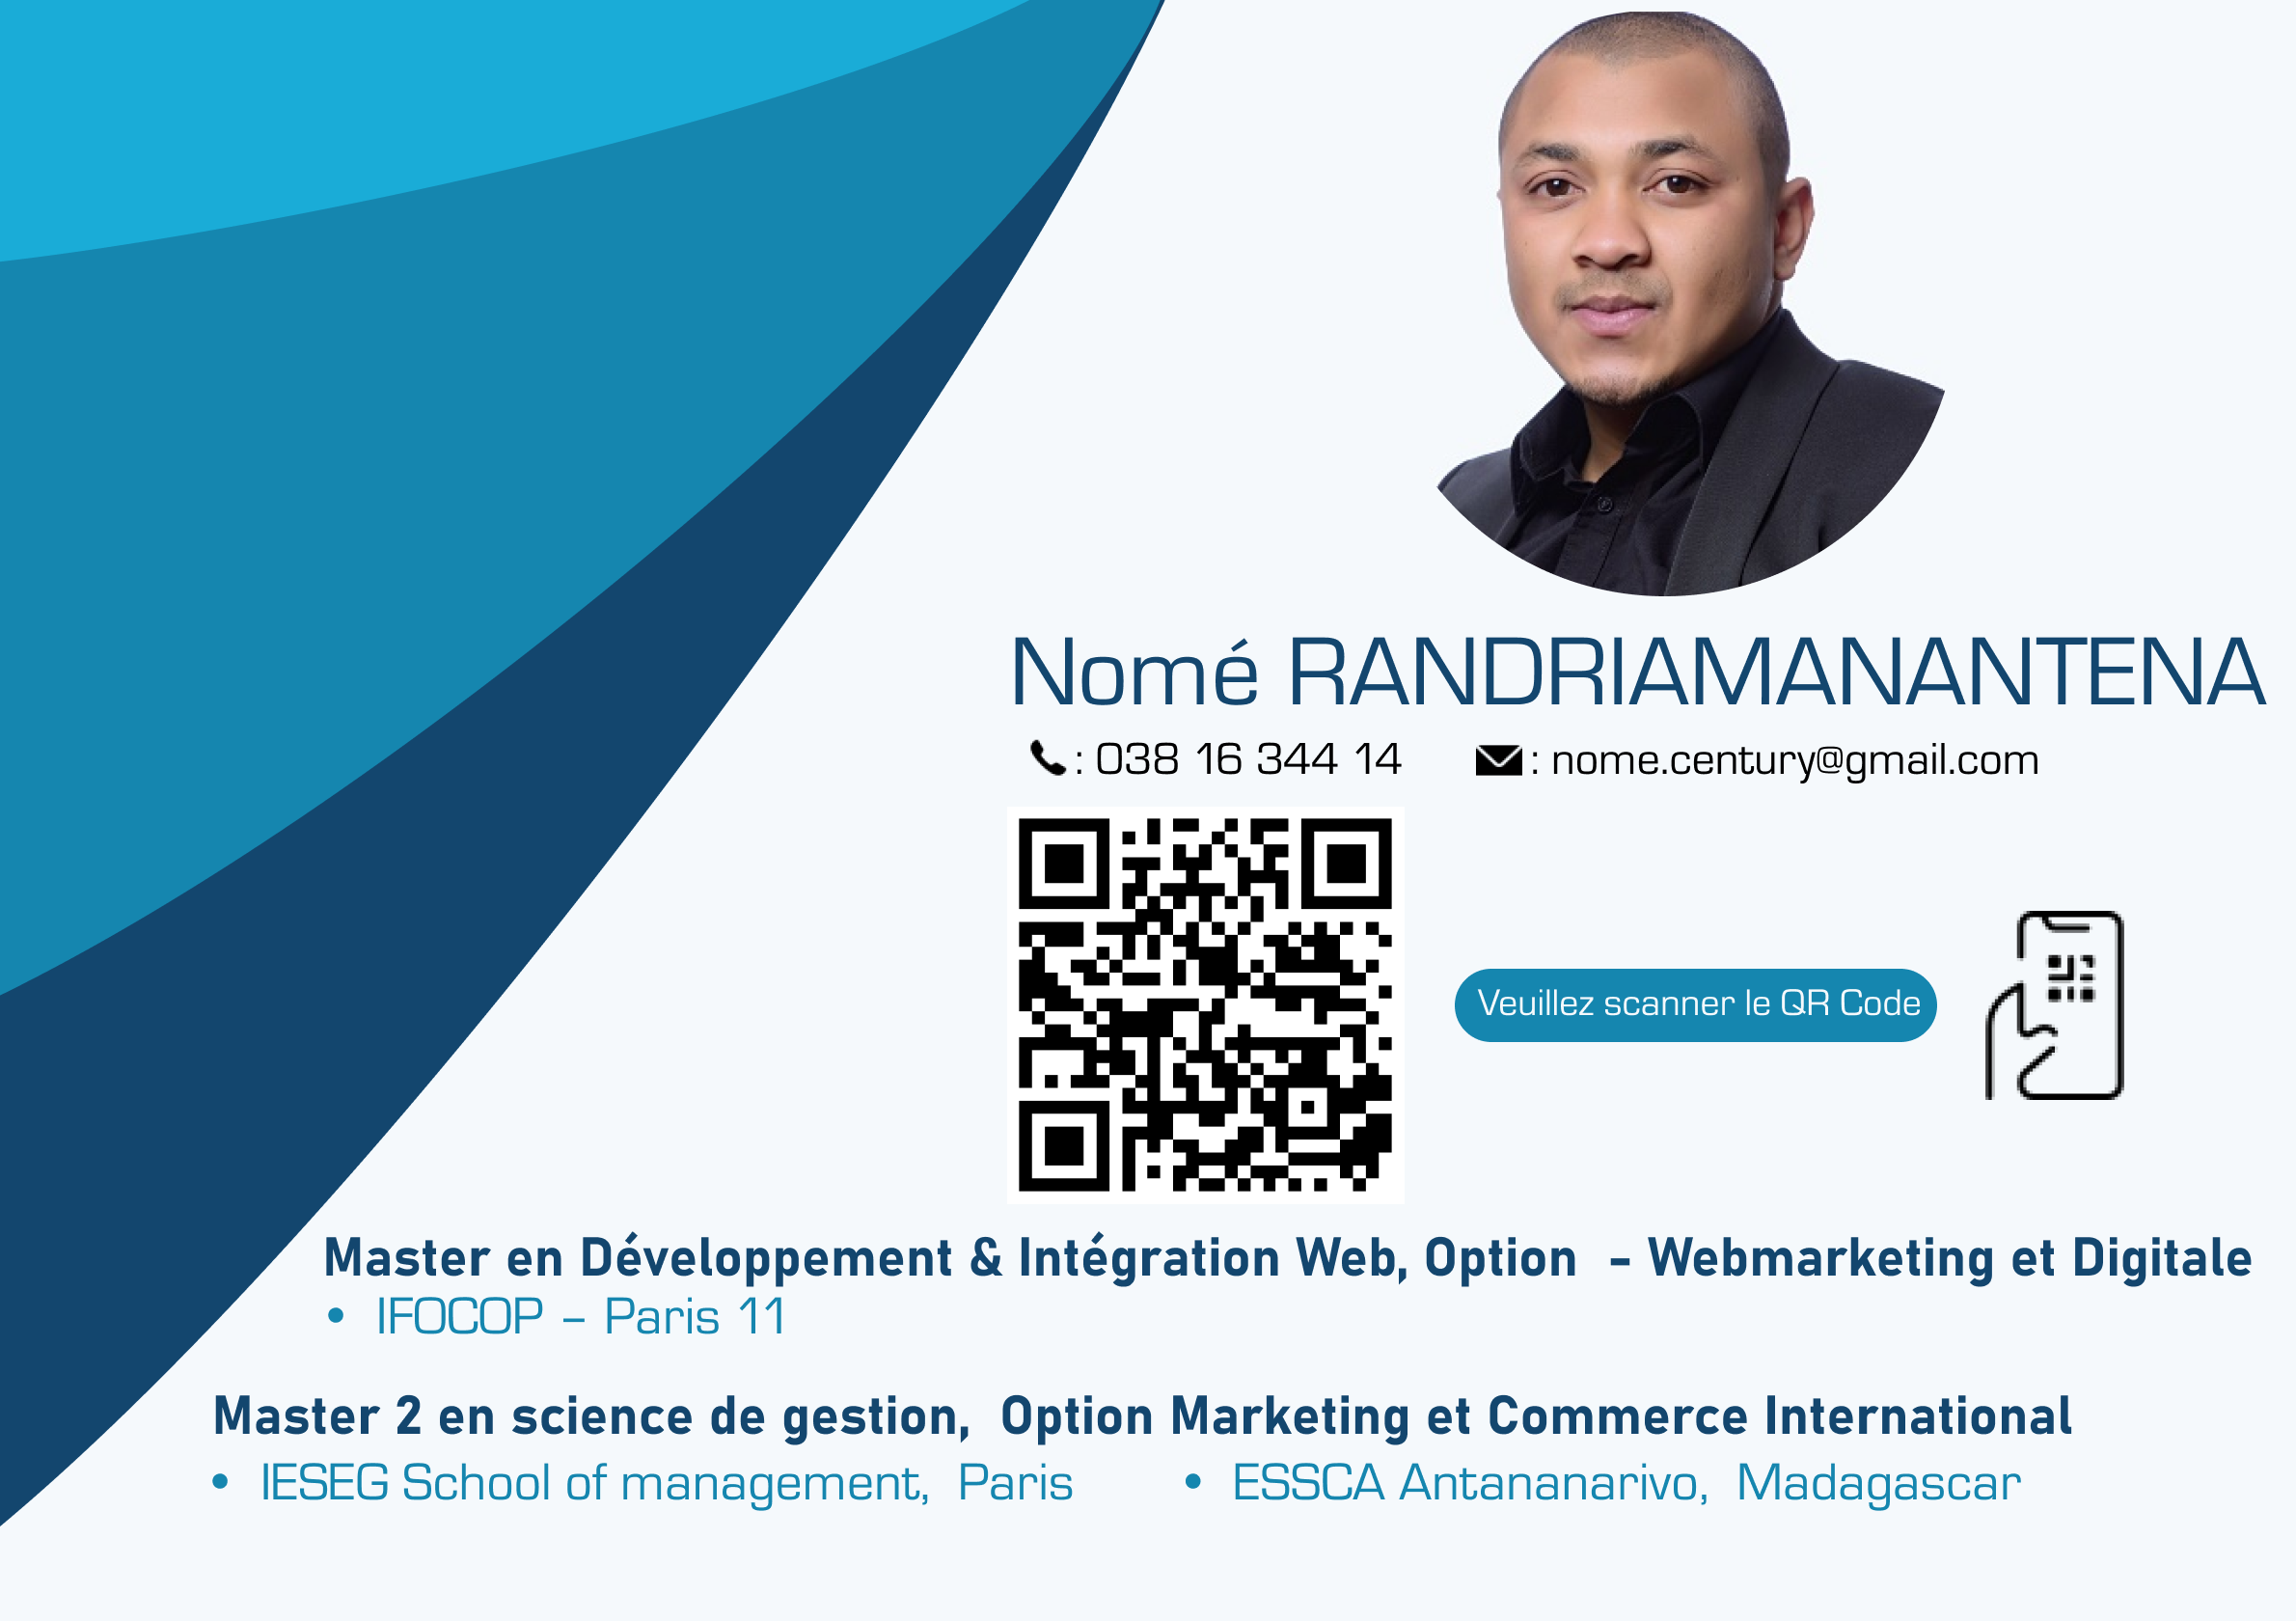 Nomé RANDRIAMANANTENA
: 038 16 344 14 : nome.century@gmail.com
Veuillez scanner le QR Code
Master en Développement & Intégration Web, Option - Webmarketing et Digitale
• IFOCOP – Paris 11
Master 2 en science de gestion, Option Marketing et Commerce International
• IESEG School of management, Paris • ESSCA Antananarivo, Madagascar